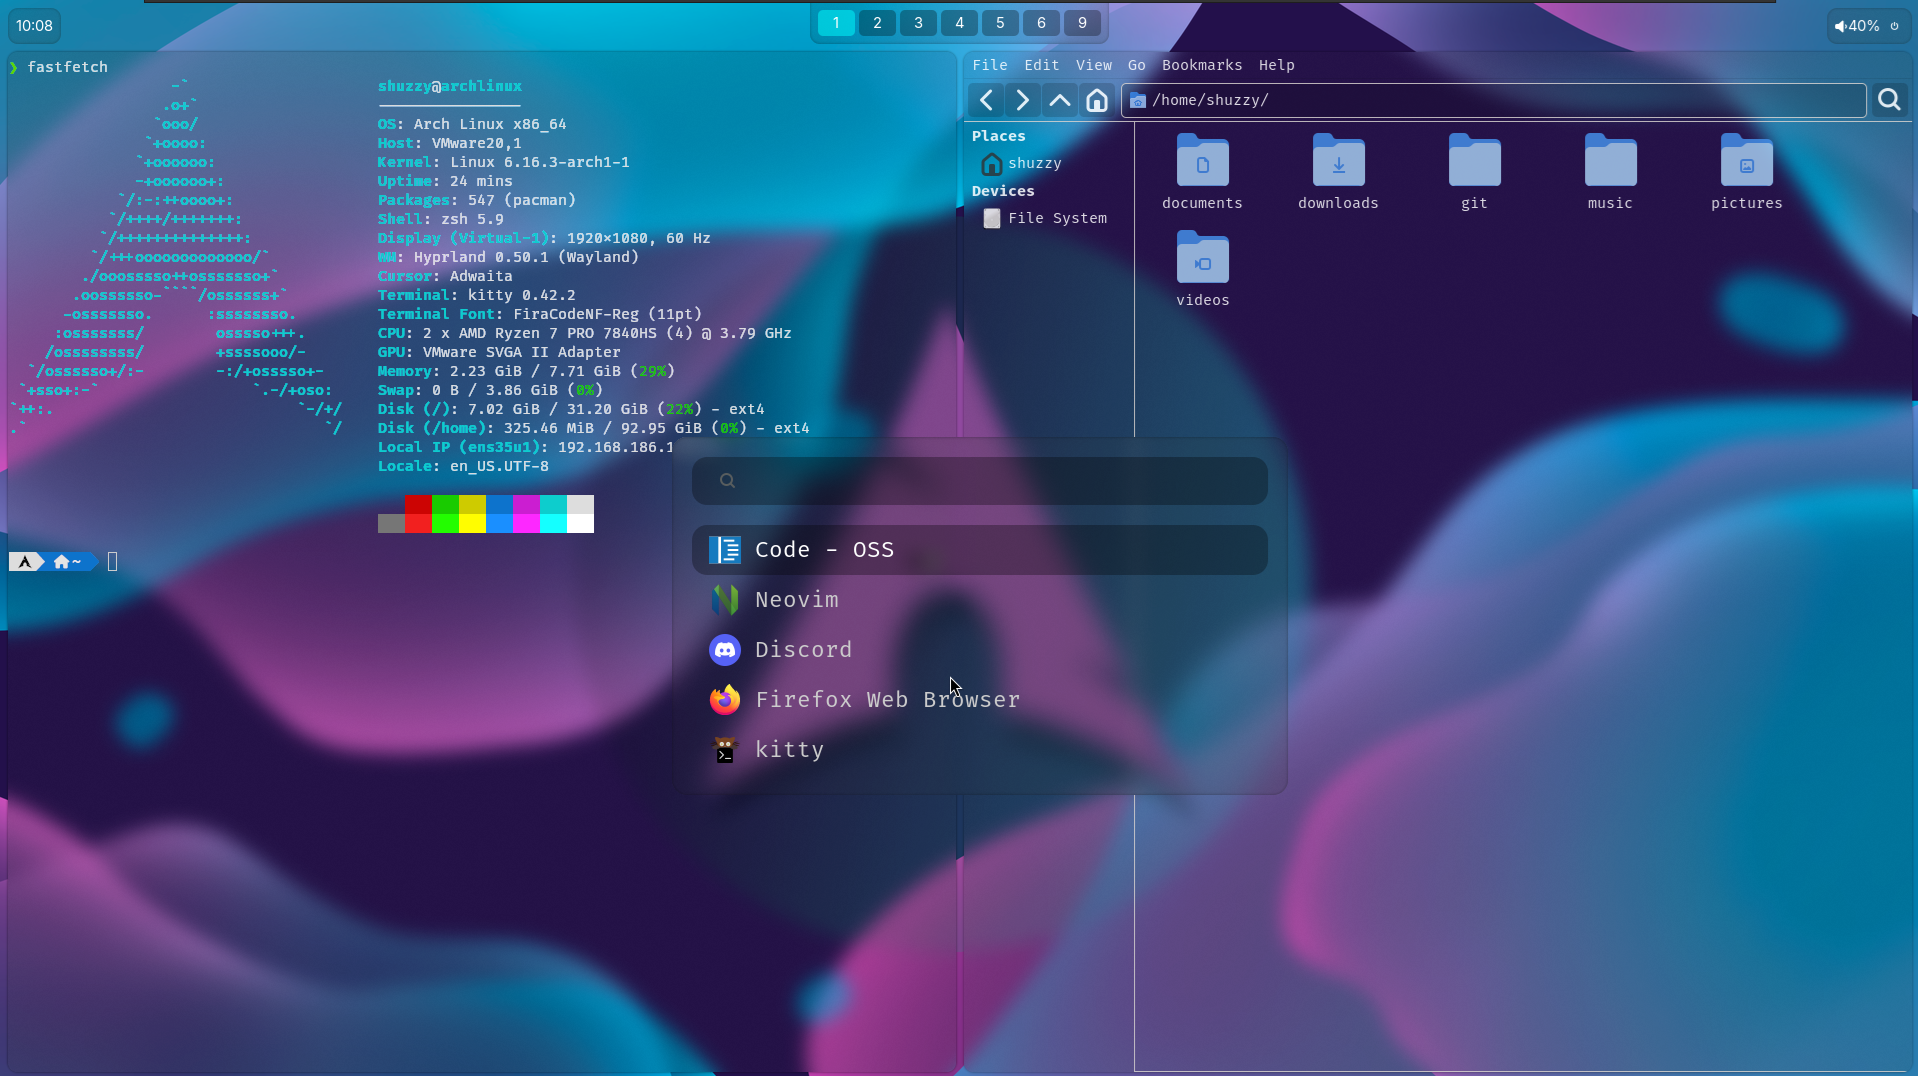 10:08
1 2 3 4 5 6 9
40%
❯ fastfetch
shuzzy@archlinux
OS: Arch Linux x86_64
Host: VMware20,1
Kernel: Linux 6.16.3-arch1-1
Uptime: 24 mins
Packages: 547 (pacman)
Shell: zsh 5.9
Display (Virtual-1): 1920×1080, 60 Hz
WM: Hyprland 0.50.1 (Wayland)
Cursor: Adwaita
Terminal: kitty 0.42.2
Terminal Font: FiraCodeNF-Reg (11pt)
CPU: 2 x AMD Ryzen 7 PRO 7840HS (4) @ 3.79 GHz
GPU: VMware SVGA II Adapter
Memory: 2.23 GiB / 7.71 GiB (29%)
Swap: 0 B / 3.86 GiB (0%)
Disk (/): 7.02 GiB / 31.20 GiB (22%) - ext4
Disk (/home): 325.46 MiB / 92.95 GiB (0%) - ext4
Local IP (ens35u1): 192.168.186.1
Locale: en_US.UTF-8
~
File Edit View Go Bookmarks Help
/home/shuzzy/
Places
shuzzy
Devices
File System
documents downloads git music pictures
videos
Code - OSS
Neovim
Discord
Firefox Web Browser
kitty